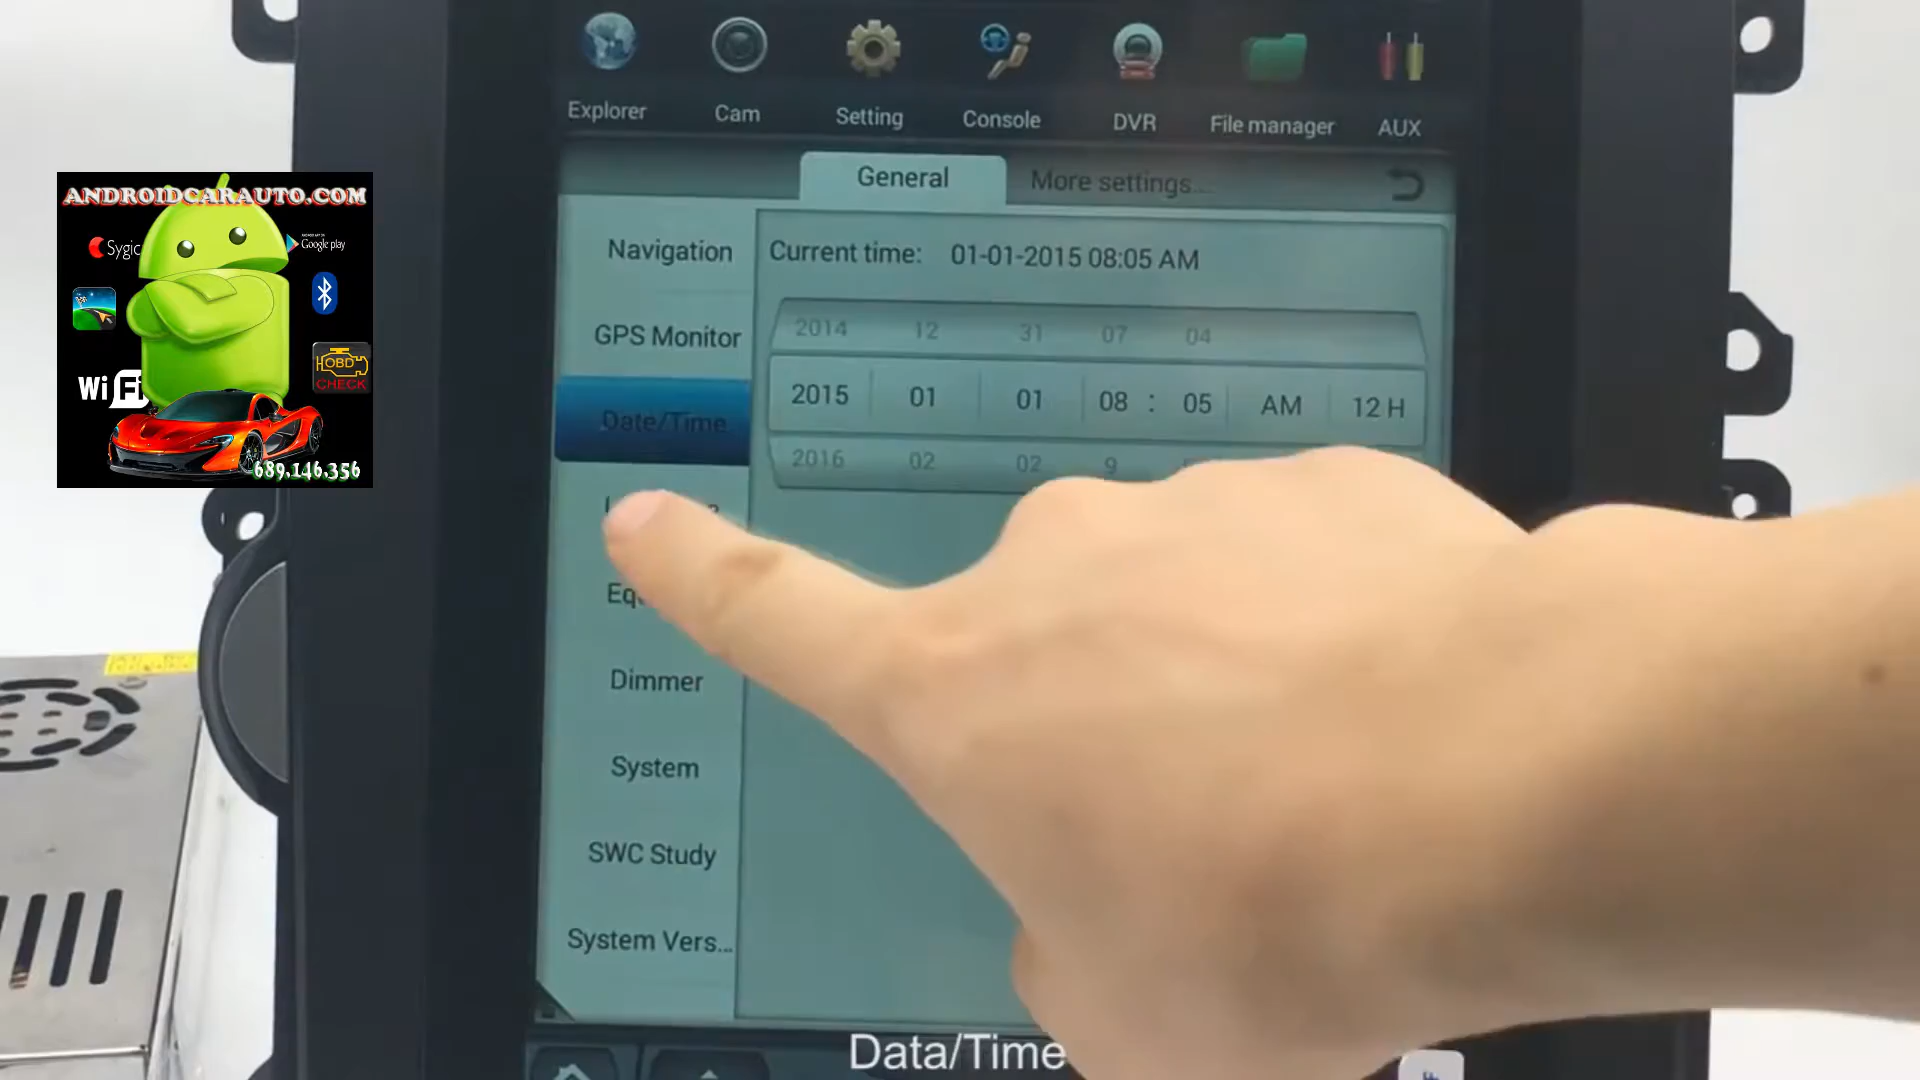 Explorer
Cam
Setting
Console
DVR
File manager
AUX
General
More settings...
ANDROIDCARAUTO.COM
Sygic
Google play
WiFi
OBD
CHECK
689,146,356
Navigation
GPS Monitor
Date/Time
Dimmer
System
SWC Study
System Vers...
Current time: 01-01-2015 08:05 AM
2014 12 31 07 04
2015 01 01 08 : 05 AM 12 H
2016 02 02 9
Data/Time